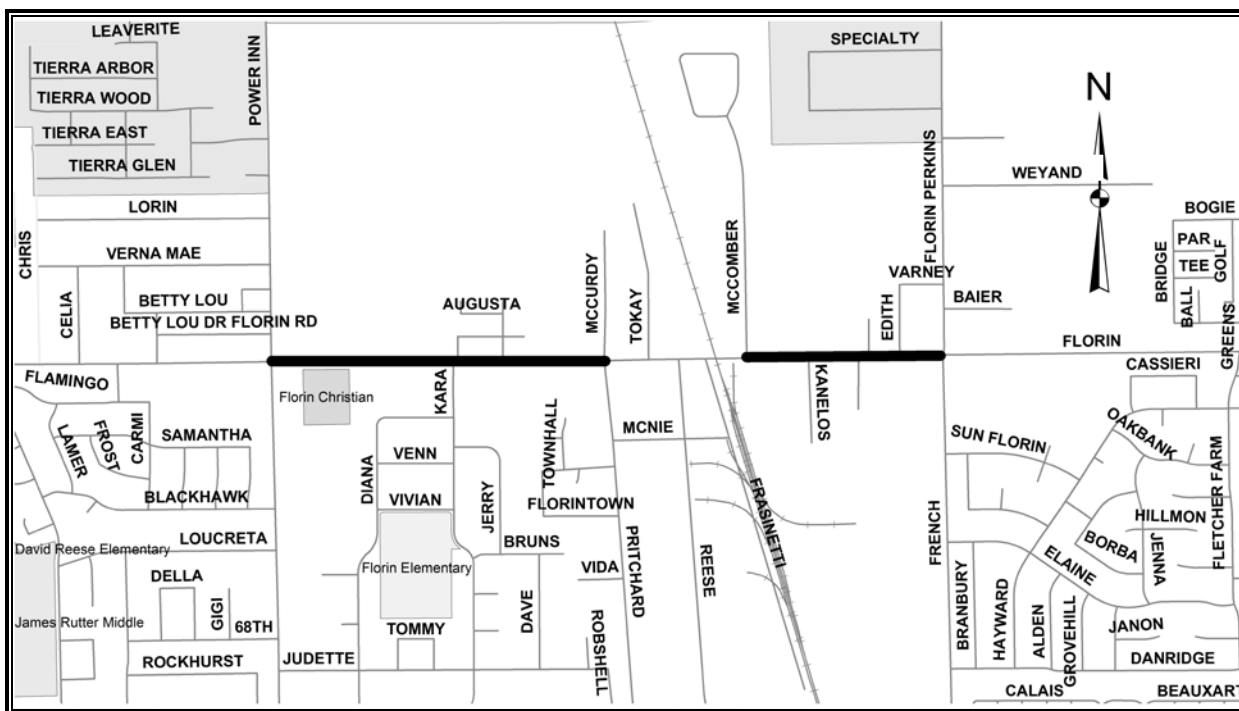 LEAVERITE
TIERRA ARBOR
TIERRA WOOD
TIERRA EAST
TIERRA GLEN
POWER INN
SPECIALTY
N
WEYAND
LORIN
VERNA MAE
CHRIS
CELIA
BETTY LOU
BETTY LOU DR FLORIN RD
AUGUSTA
MCCURDY
TOKAY
MCCOMBER
FLORIN PERKINS
VARNEY
EDITH
BAIER
BOGIE
PAR
TEE
GOLF
BRIDGE
BALL
GREENS
FLORIN
CASSIERI
FLAMINGO
Florin Christian
KARA
KANELOS
LAMER
FROST
CARMI
SAMANTHA
BLACKHAWK
DIANA
VENN
VIVIAN
JERRY
TOWNHALL
MCNIE
FLORINTOWN
FRASINETTI
SUN FLORIN
OAKBANK
FLETCHER FARM
HILLMON
BORBA
JENNA
LOUCRETA
David Reese Elementary
DELLA
GIGI
68TH
James Rutter Middle
ROCKHURST
Florin Elementary
BRUNS
VIDA
DAVE
TOMMY
JUDETTE
ROBSHELL
PRITCHARD
REESE
FRENCH
BRANBURY
HAYWARD
ALDEN
GROVEHILL
ELAINE
JANON
DANRIDGE
CALAIS
BEAUXART